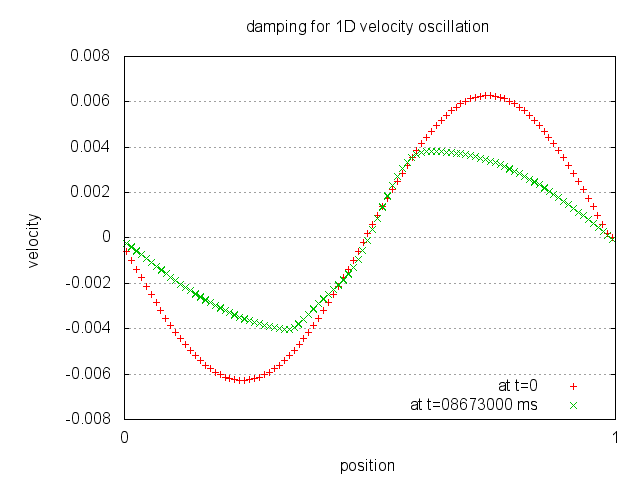 damping for 1D velocity oscillation
0.008
0.006
0.004
0.002
0
-0.002
-0.004
-0.006
-0.008
velocity
at t=0
at t=08673000 ms
0 1
position